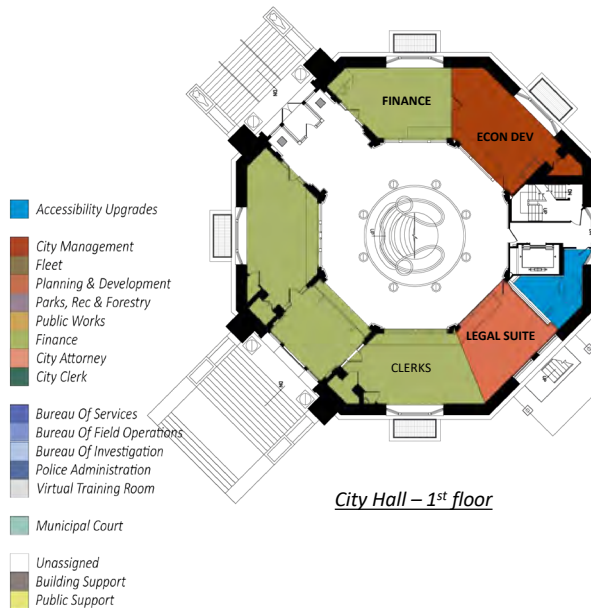 FINANCE
ECON DEV
LEGAL SUITE
CLERKS
Accessibility Upgrades
City Management
Fleet
Planning & Development
Parks, Rec & Forestry
Public Works
Finance
City Attorney
City Clerk
Bureau Of Services
Bureau Of Field Operations
Bureau Of Investigation
Police Administration
Virtual Training Room
Municipal Court
Unassigned
Building Support
Public Support
City Hall – 1st floor